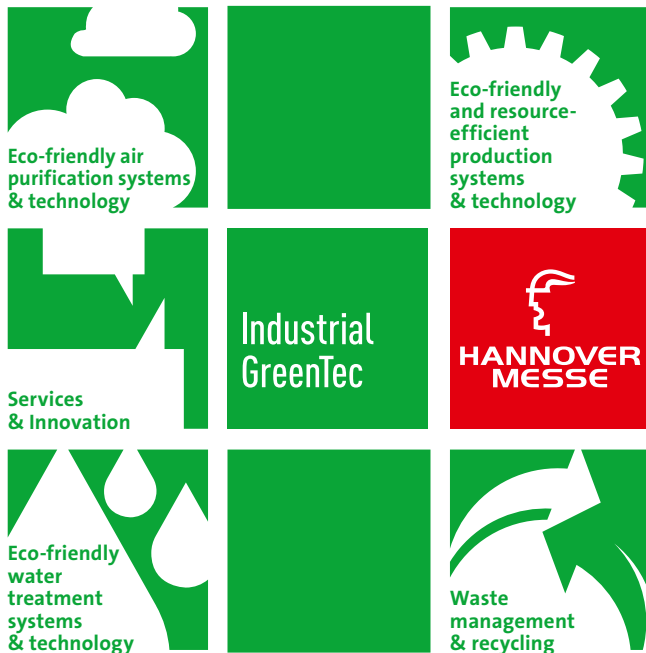 Eco-friendly air
purification systems
& technology
Eco-friendly
and resource-
efficient
production
systems
& technology
Services
& Innovation
Industrial
GreenTec
HANNOVER
MESSE
Eco-friendly
water
treatment
systems
& technology
Waste
management
& recycling